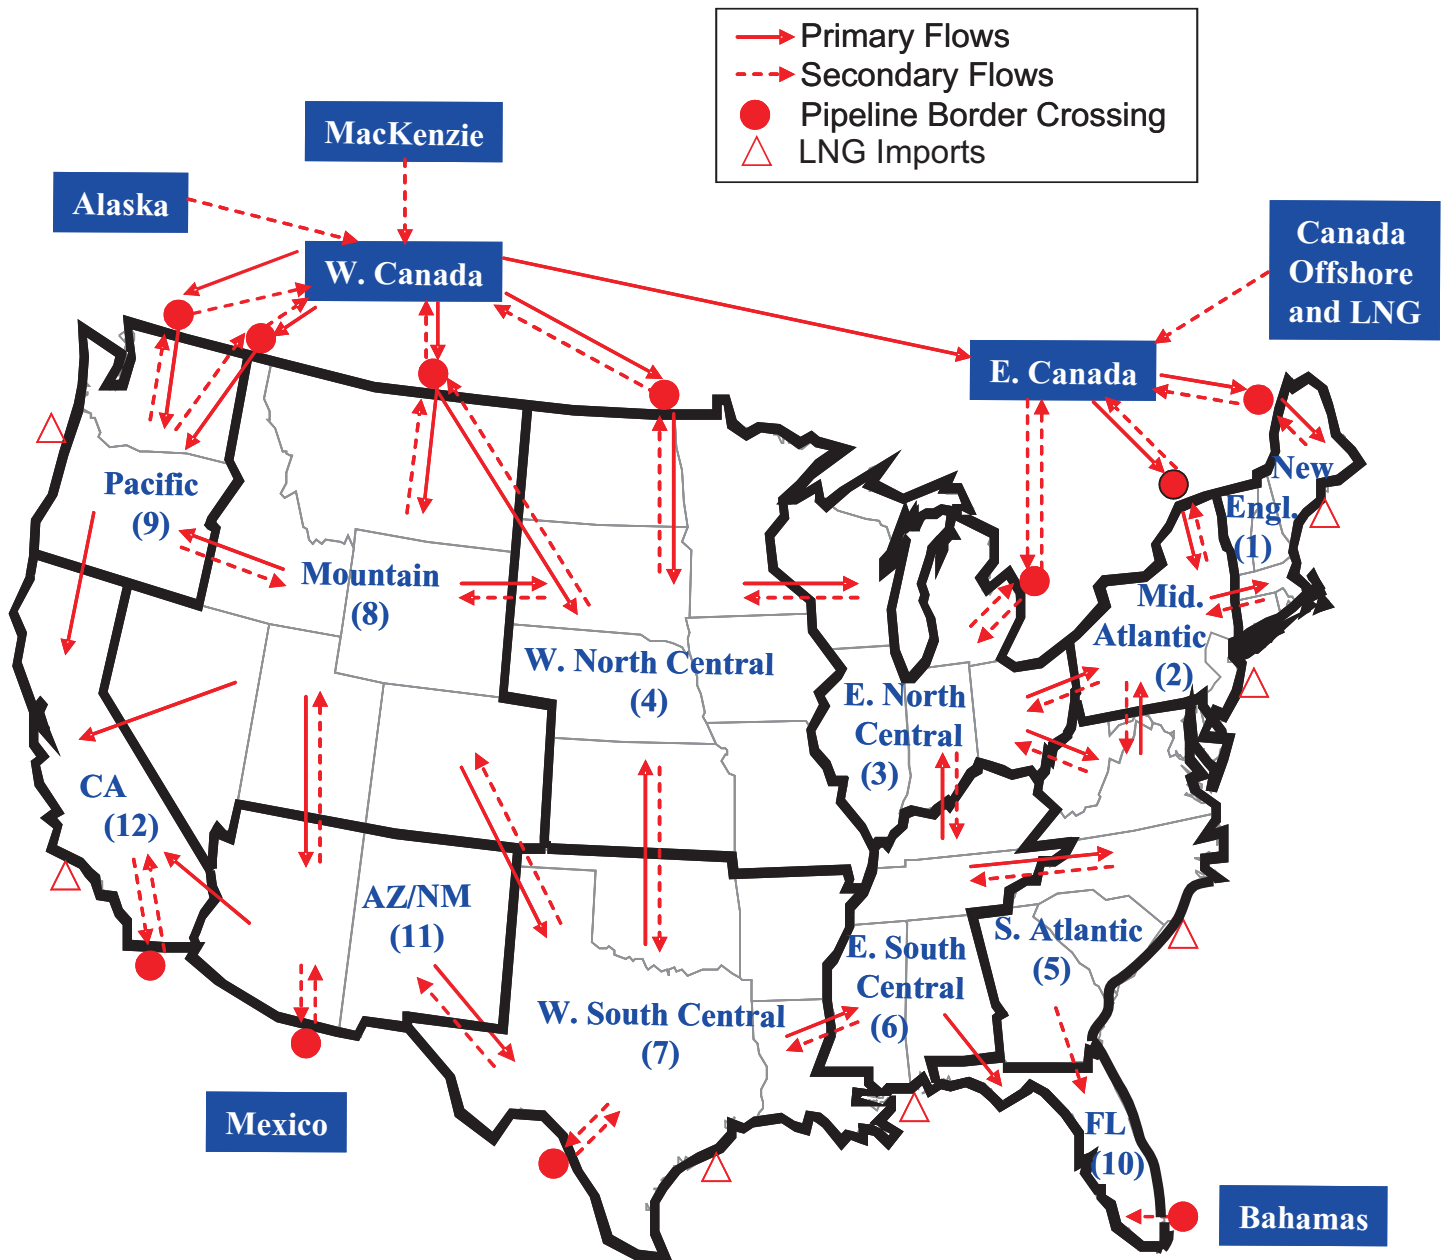 Primary Flows
Secondary Flows
Pipeline Border Crossing
LNG Imports
MacKenzie
Alaska
W. Canada
Canada
Offshore
and LNG
E. Canada
New
Engl.
(1)
Pacific
(9)
Mountain
(8)
Mid.
Atlantic
(2)
W. North Central
(4)
E. North
Central
(3)
CA
(12)
AZ/NM
(11)
E. South
Central
(6)
S. Atlantic
(5)
W. South Central
(7)
Mexico
FL
(10)
Bahamas